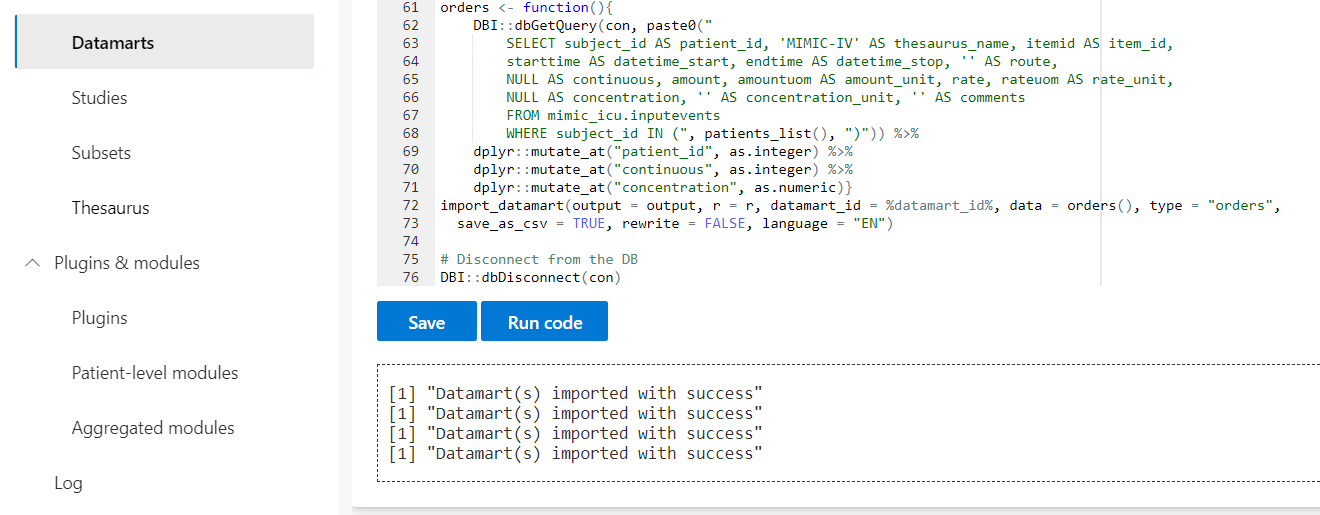 Datamarts
Studies
Subsets
Thesaurus
Plugins & modules
Plugins
Patient-level modules
Aggregated modules
Log
61 orders <- function(){
62     DBI::dbGetQuery(con, paste0("
63         SELECT subject_id AS patient_id, 'MIMIC-IV' AS thesaurus_name, itemid AS item_id,
64         starttime AS datetime_start, endtime AS datetime_stop, '' AS route,
65         NULL AS continuous, amount, amountuom AS amount_unit, rate, rateuom AS rate_unit,
66         NULL AS concentration, '' AS concentration_unit, '' AS comments
67         FROM mimic_icu.inputevents
68         WHERE subject_id IN (", patients_list(), ")")) %>%
69     dplyr::mutate_at("patient_id", as.integer) %>%
70     dplyr::mutate_at("continuous", as.integer) %>%
71     dplyr::mutate_at("concentration", as.numeric)}
72 import_datamart(output = output, r = r, datamart_id = %datamart_id%, data = orders(), type = "orders",
73   save_as_csv = TRUE, rewrite = FALSE, language = "EN")
74
75 # Disconnect from the DB
76 DBI::dbDisconnect(con)
Save Run code
[1] "Datamart(s) imported with success"
[1] "Datamart(s) imported with success"
[1] "Datamart(s) imported with success"
[1] "Datamart(s) imported with success"